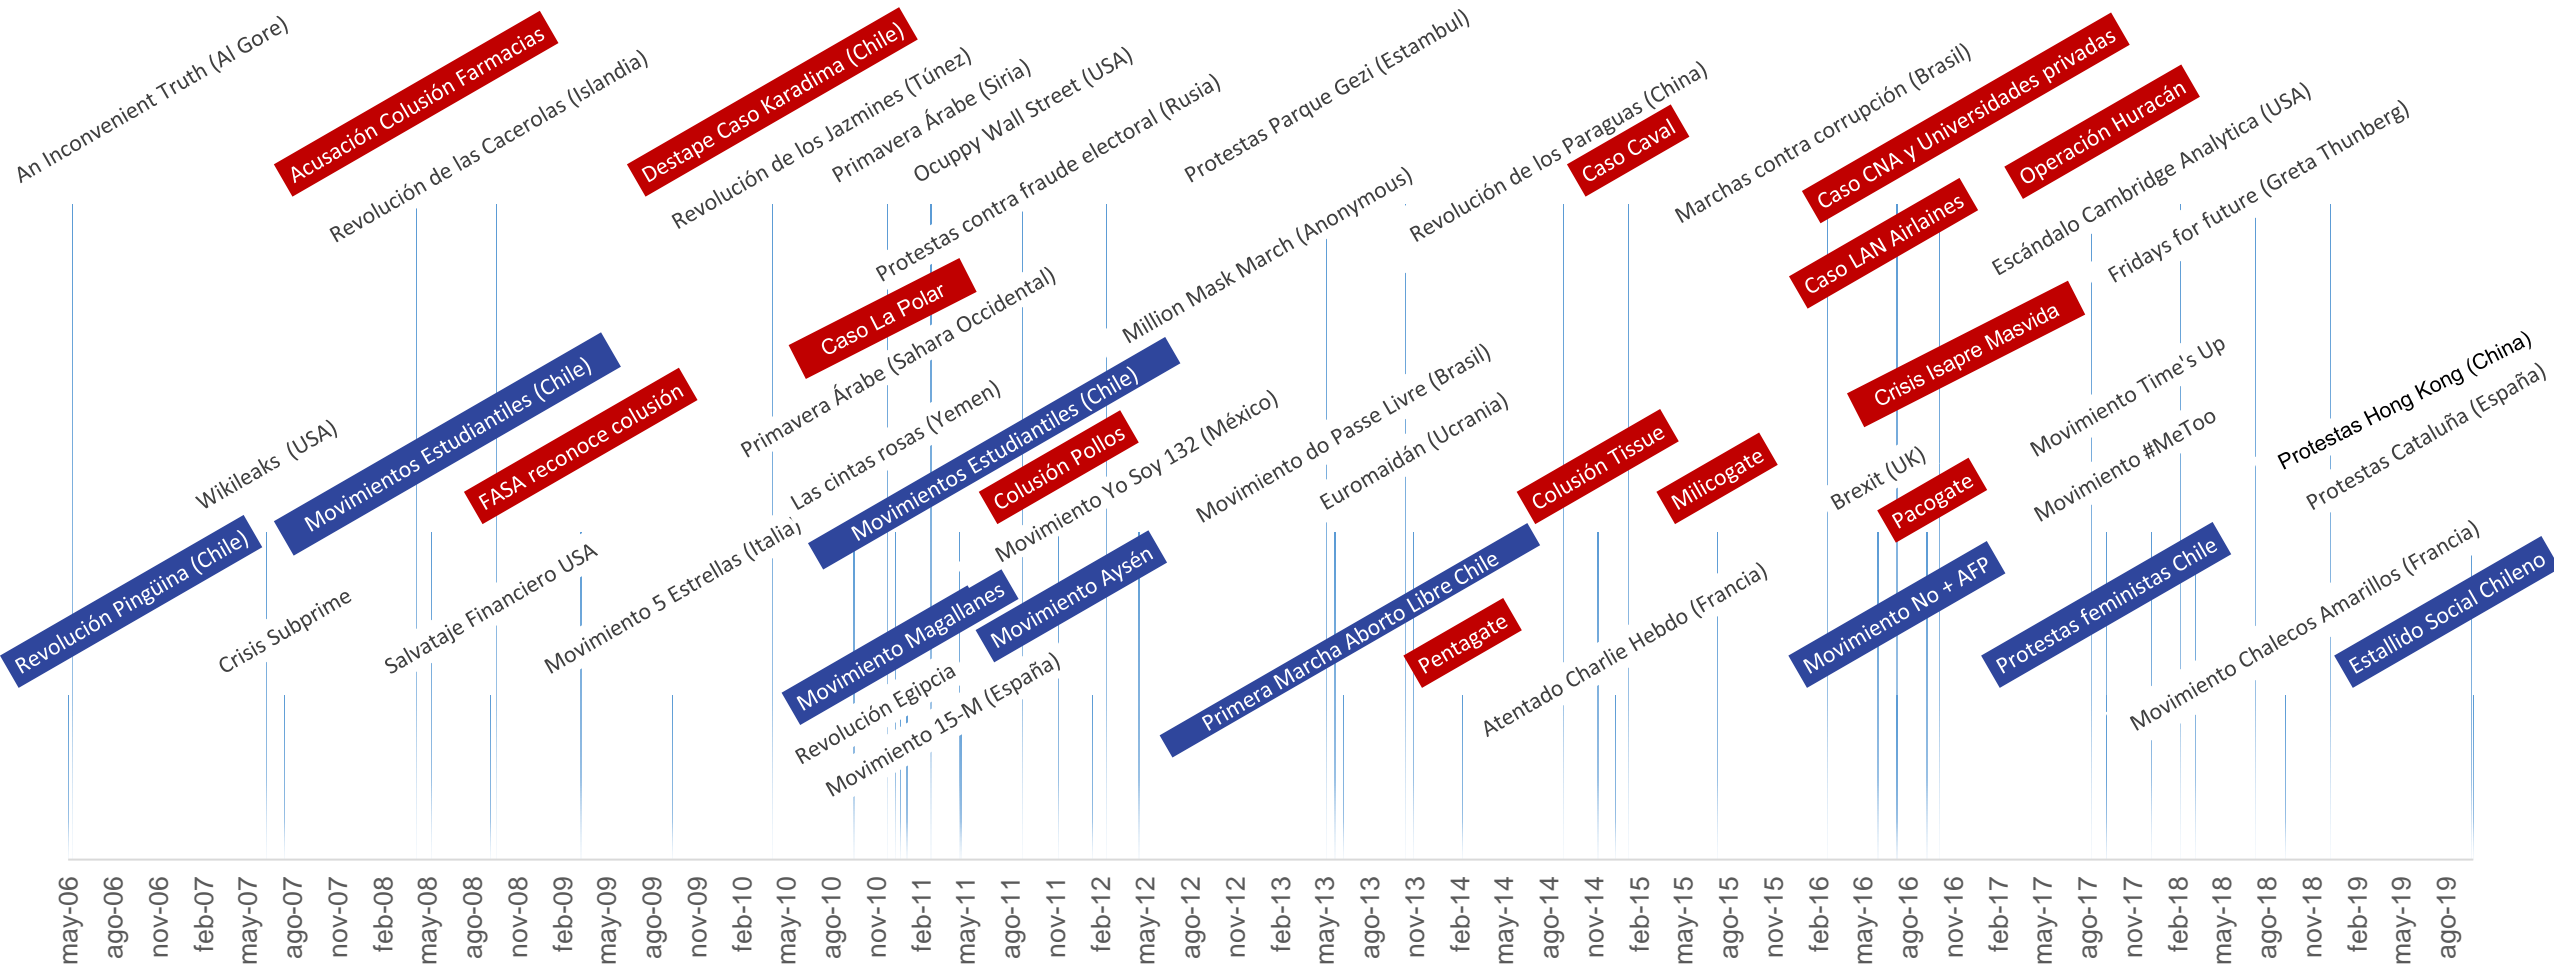 An Inconvenient Truth (Al Gore)
Acusación Colusión Farmacias
Revolución de las Cacerolas (Islandia)
Destape Caso Karadima (Chile)
Revolución de los Jazmines (Túnez)
Primavera Árabe (Siria)
Ocuppy Wall Street (USA)
Protestas contra fraude electoral (Rusia)
Protestas Parque Gezi (Estambul)
Revolución de los Paraguas (China)
Caso Caval
Marchas contra corrupción (Brasil)
Caso CNA y Universidades privadas
Operación Huracán
Caso LAN Airlaines
Escándalo Cambridge Analytica (USA)
Fridays for future (Greta Thunberg)
Caso La Polar
Million Mask March (Anonymous)
Crisis Isapre Masvida
Wikileaks (USA)
Movimientos Estudiantiles (Chile)
FASA reconoce colusión
Primavera Árabe (Sahara Occidental)
Las cintas rosas (Yemen)
Movimientos Estudiantiles (Chile)
Colusión Pollos
Movimiento Yo Soy 132 (México)
Movimiento do Passe Livre (Brasil)
Euromaidán (Ucrania)
Colusión Tissue
Milicogate
Brexit (UK)
Pacogate
Movimiento Time's Up
Movimiento #MeToo
Protestas Hong Kong (China)
Protestas Cataluña (España)
Revolución Pingüina (Chile)
Crisis Subprime
Salvataje Financiero USA
Movimiento 5 Estrellas (Italia)
Movimiento Magallanes
Movimiento Aysén
Revolución Egipcia
Movimiento 15-M (España)
Primera Marcha Aborto Libre Chile
Pentagate
Atentado Charlie Hebdo (Francia)
Movimiento No + AFP
Protestas feministas Chile
Movimiento Chalecos Amarillos (Francia)
Estallido Social Chileno
may-06
ago-06
nov-06
feb-07
may-07
ago-07
nov-07
feb-08
may-08
ago-08
nov-08
feb-09
may-09
ago-09
nov-09
feb-10
may-10
ago-10
nov-10
feb-11
may-11
ago-11
nov-11
feb-12
may-12
ago-12
nov-12
feb-13
may-13
ago-13
nov-13
feb-14
may-14
ago-14
nov-14
feb-15
may-15
ago-15
nov-15
feb-16
may-16
ago-16
nov-16
feb-17
may-17
ago-17
nov-17
feb-18
may-18
ago-18
nov-18
feb-19
may-19
ago-19